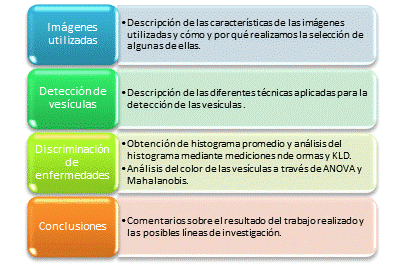 Imágenes
utilizadas
•Descripción de las características de las imágenes
utilizadas y cómo y por qué realizamos la selección de
algunas de ellas.
Detección de
vesículas
•Descripción de las diferentes técnicas aplicadas para la
detección de las vesículas.
Discriminación
de
enfermedades
•Obtención de histograma promedio y análisis del
histograma mediante mediciones nde ormas y KLD.
•Análisis del color de las vesiculas a través de ANOVA y
Mahalanobis.
Conclusiones
•Comentarios sobre el resultado del trabajo realizado y
las posibles líneas de investigación.